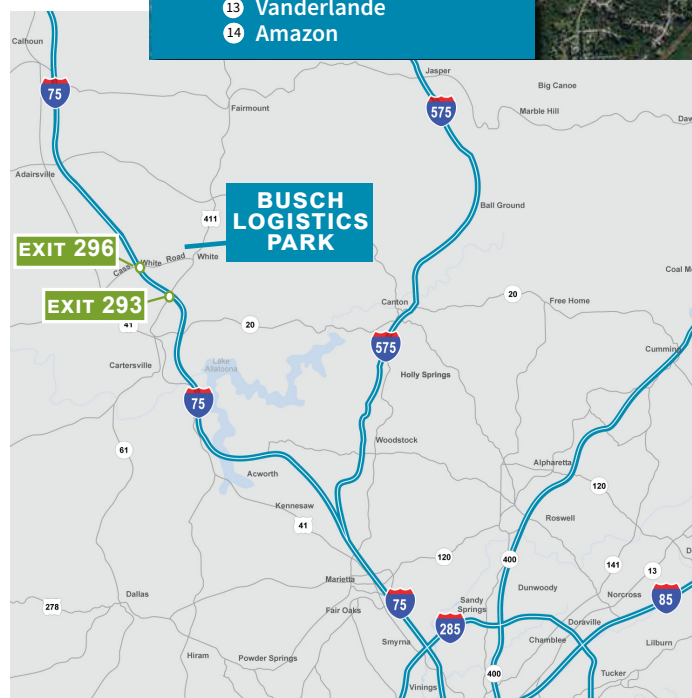 13 Vanderlande
14 Amazon
Calhoun
Jasper
Big Canoe
75
575
Marble Hill
Fairmount
Daw
Adairsville
Ball Ground
411
BUSCH
LOGISTICS
PARK
EXIT 296
Cass White Road
White
Coal M
EXIT 293
20
Free Home
Canton
41
20
575
Cumming
Cartersville
Lake
Allatoona
Holly Springs
75
Woodstock
61
Alpharetta
Acworth
120
Kennesaw
Roswell
41
120
400
141
13
Marietta
Dunwoody
Norcross
85
Dallas
75
Sandy
Springs
278
Fair Oaks
285
Doraville
Smyrna
Chamblee
Lilburn
Hiram
Powder Springs
400
Tucker
Vinings